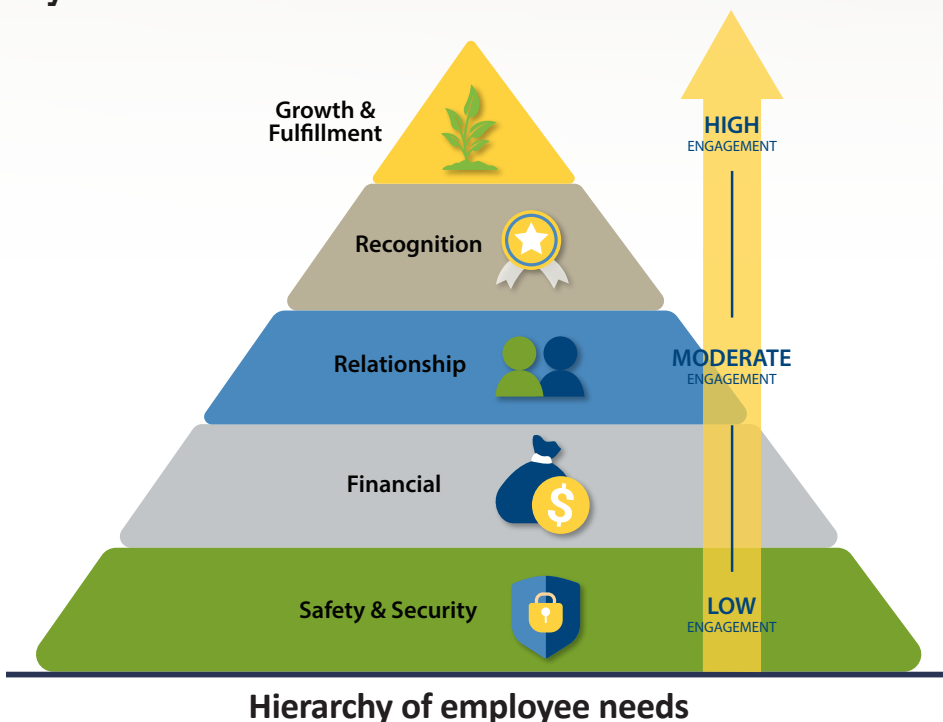 Growth &
Fulfillment
HIGH
ENGAGEMENT
Recognition
Relationship
MODERATE
ENGAGEMENT
Financial
$
Safety & Security
LOW
ENGAGEMENT
Hierarchy of employee needs